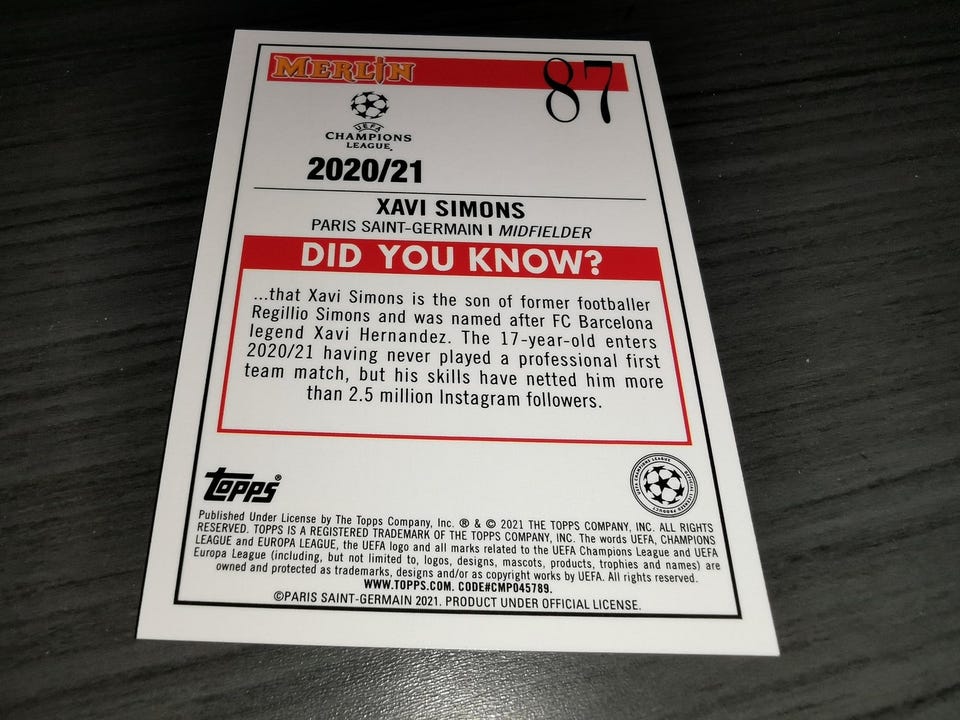 MERLIN
87
UEFA
CHAMPIONS
LEAGUE
2020/21
XAVI SIMONS
PARIS SAINT-GERMAIN | MIDFIELDER
DID YOU KNOW?
...that Xavi Simons is the son of former footballer
Regillio Simons and was named after FC Barcelona
legend Xavi Hernandez. The 17-year-old enters
2020/21 having never played a professional first
team match, but his skills have netted him more
than 2.5 million Instagram followers.
topps®
Published Under License by The Topps Company, Inc. ® & © 2021 THE TOPPS COMPANY, INC. ALL RIGHTS
RESERVED. TOPPS IS A REGISTERED TRADEMARK OF THE TOPPS COMPANY, INC. The words UEFA, CHAMPIONS
LEAGUE and EUROPA LEAGUE, the UEFA logo and all marks related to the UEFA Champions League and UEFA
Europa League (including, but not limited to, logos, designs, mascots, products, trophies and names) are
owned and protected as trademarks, designs and/or as copyright works by UEFA. All rights reserved.
WWW.TOPPS.COM. CODE#CMP045789.
©PARIS SAINT-GERMAIN 2021. PRODUCT UNDER OFFICIAL LICENSE.
UEFA CHAMPIONS LEAGUE
OFFICIAL LICENSED PRODUCT